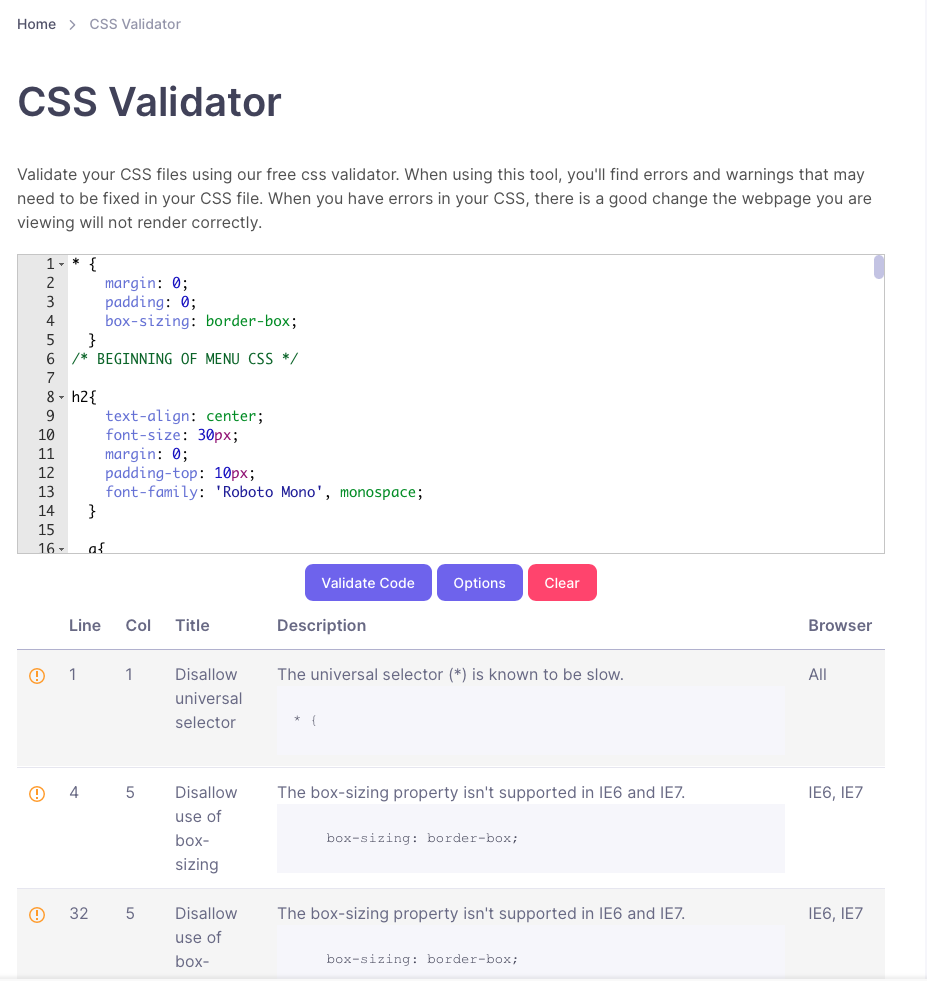 Home > CSS Validator
CSS Validator
Validate your CSS files using our free css validator. When using this tool, you'll find errors and warnings that may
need to be fixed in your CSS file. When you have errors in your CSS, there is a good change the webpage you are
viewing will not render correctly.
1 * {
2 margin: 0;
3 padding: 0;
4 box-sizing: border-box;
5 }
6 /* BEGINNING OF MENU CSS */
7
8 h2{
9 text-align: center;
10 font-size: 30px;
11 margin: 0;
12 padding-top: 10px;
13 font-family: 'Roboto Mono', monospace;
14 }
15
16 a{
Validate Code Options Clear
Line Col Title Description Browser
1 1 Disallow The universal selector (*) is known to be slow. All
universal
selector * {
4 5 Disallow The box-sizing property isn't supported in IE6 and IE7. IE6, IE7
use of
box- box-sizing: border-box;
sizing
32 5 Disallow The box-sizing property isn't supported in IE6 and IE7. IE6, IE7
use of
box- box-sizing: border-box;